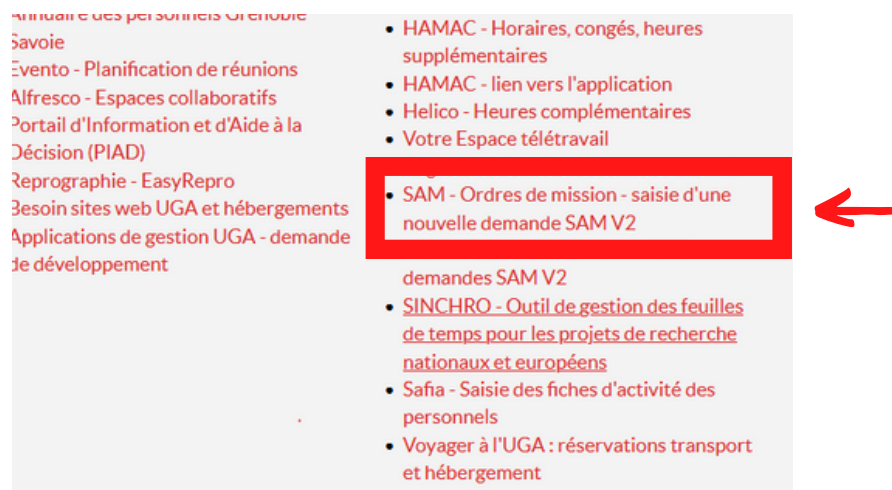 Annuaire des personnels Grenoble
Savoie
Evento - Planification de réunions
Alfresco - Espaces collaboratifs
Portail d'Information et d'Aide à la
Décision (PIAD)
Reprographie - EasyRepro
Besoin sites web UGA et hébergements
Applications de gestion UGA - demande
de développement
HAMAC - Horaires, congés, heures
supplémentaires
HAMAC - lien vers l'application
Helico - Heures complémentaires
Votre Espace télétravail
SAM - Ordres de mission - saisie d'une
nouvelle demande SAM V2
demandes SAM V2
SINCHRO - Outil de gestion des feuilles
de temps pour les projets de recherche
nationaux et européens
Safia - Saisie des fiches d'activité des
personnels
Voyager à l'UGA : réservations transport
et hébergement